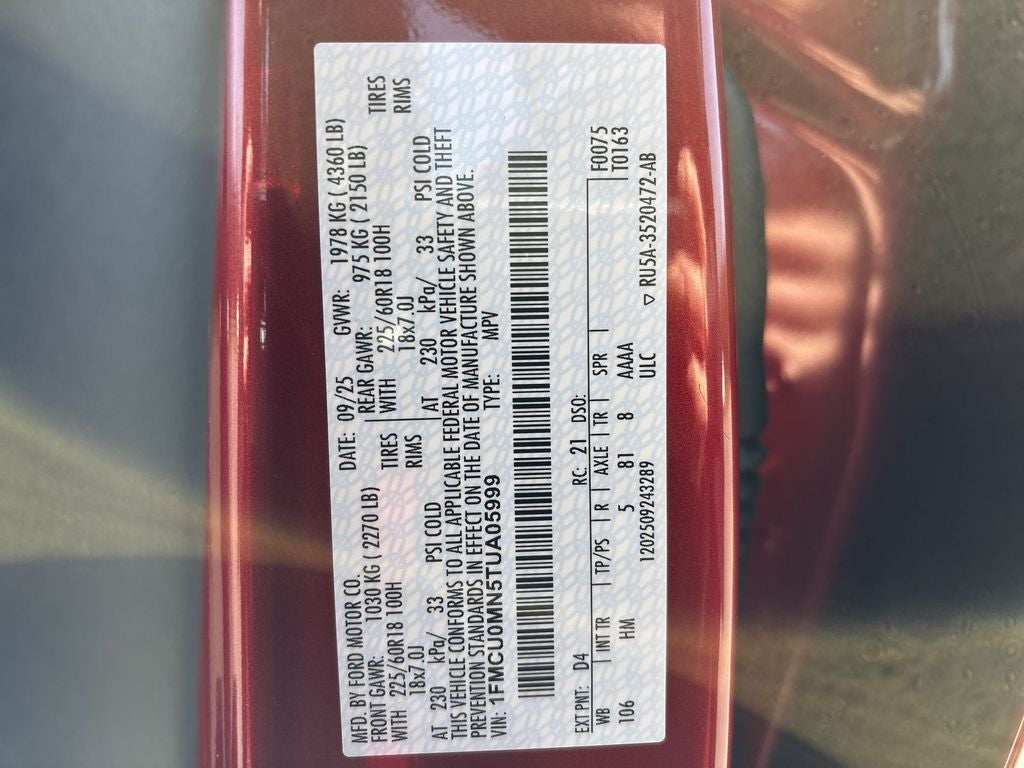 MFD. BY FORD MOTOR CO.
DATE: 09/25 GVWR: 1978 KG ( 4360 LB)
FRONT GAWR: 1030 KG ( 2270 LB) REAR GAWR: 975 KG ( 2150 LB)
WITH 225/60R18 100H TIRES WITH 225/60R18 100H TIRES
18x7.0J RIMS 18x7.0J RIMS
AT 230 kPa/ 33 PSI COLD AT 230 kPa/ 33 PSI COLD
THIS VEHICLE CONFORMS TO ALL APPLICABLE FEDERAL MOTOR VEHICLE SAFETY AND THEFT
PREVENTION STANDARDS IN EFFECT ON THE DATE OF MANUFACTURE SHOWN ABOVE.
VIN: 1FMCU0MN5TUA05999 TYPE: MPV
EXT PNT: D4 RC: 21 DSO: F0075
WB INT TR TP/PS R AXLE TR SPR T0163
106 HM 5 81 8 AAAA
1202509243289 ULC
▽ RU5A-3520472-AB